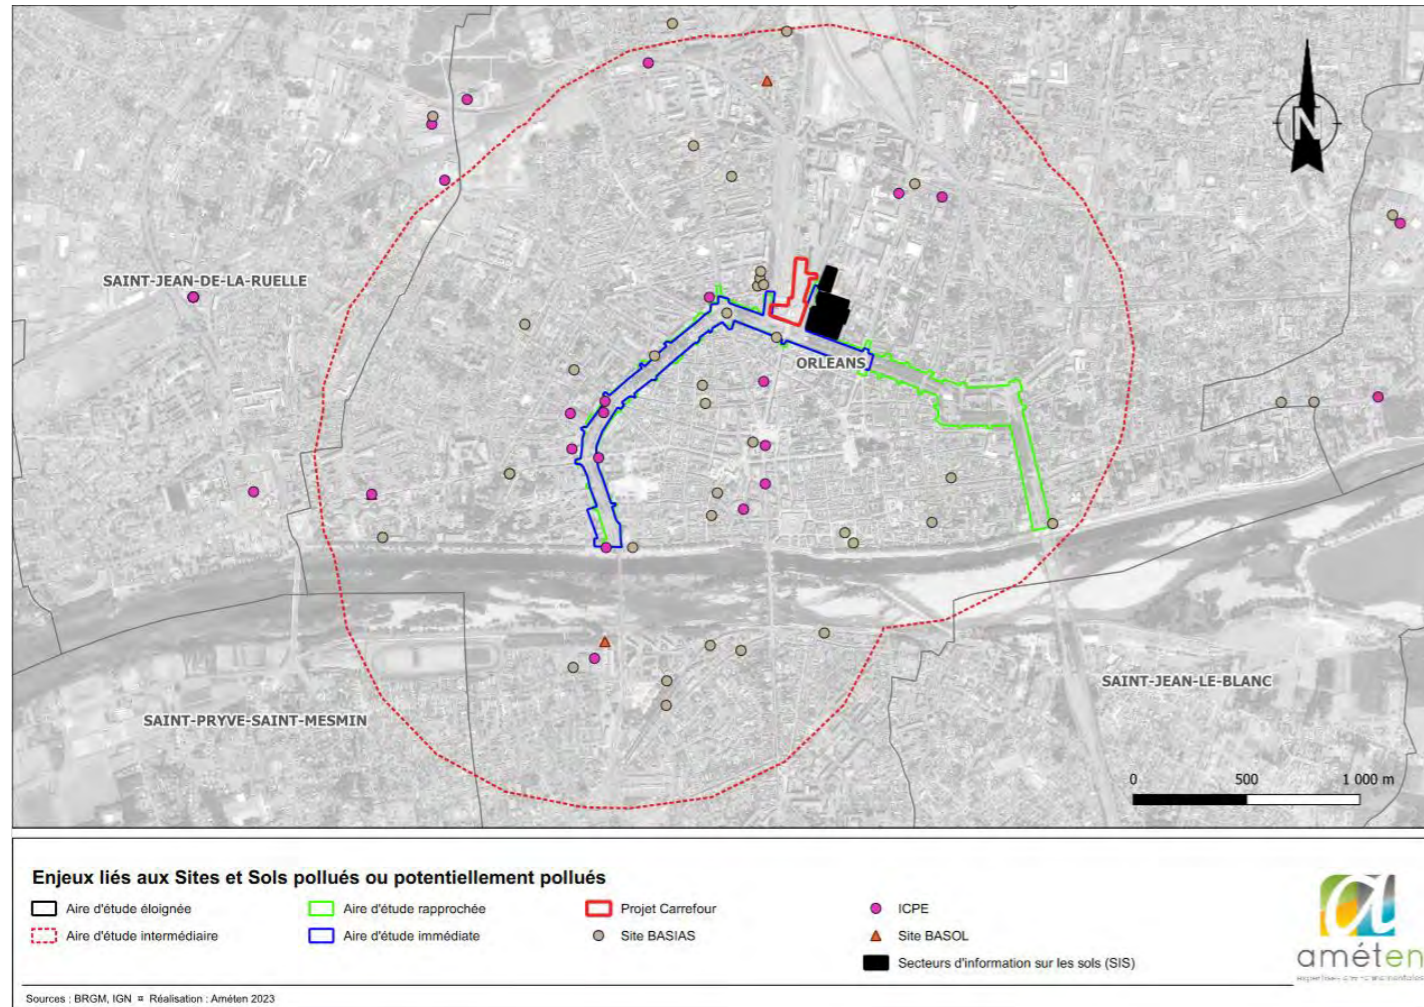 N
SAINT-JEAN-DE-LA-RUELLE
ORLEANS
SAINT-JEAN-LE-BLANC
SAINT-PRYVE-SAINT-MESMIN
0 500 1 000 m
Enjeux liés aux Sites et Sols pollués ou potentiellement pollués
Aire d'étude éloignée Aire d'étude rapprochée Projet Carrefour ICPE
Aire d'étude intermédiaire Aire d'étude immédiate Site BASIAS Site BASOL
Secteurs d'information sur les sols (SIS)
améten
Sources : BRGM, IGN ¤ Réalisation : Améten 2023